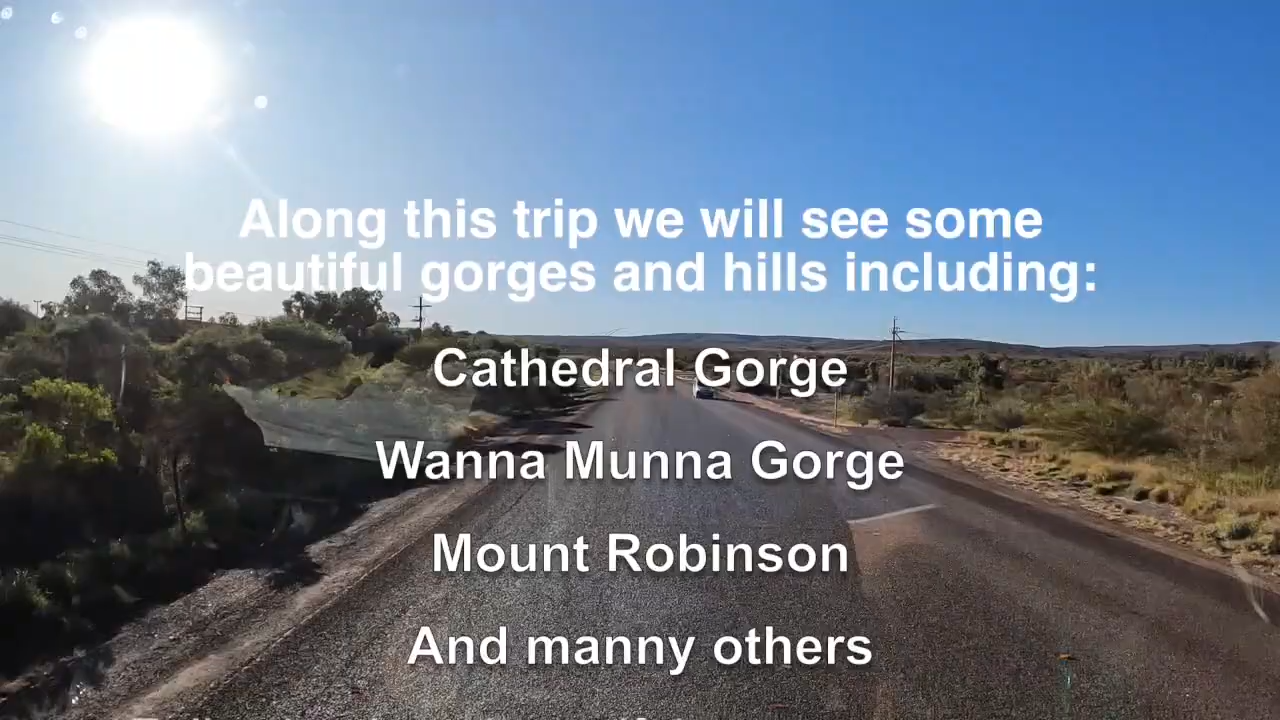 Along this trip we will see some
beautiful gorges and hills including:
Cathedral Gorge
Wanna Munna Gorge
Mount Robinson
And manny others